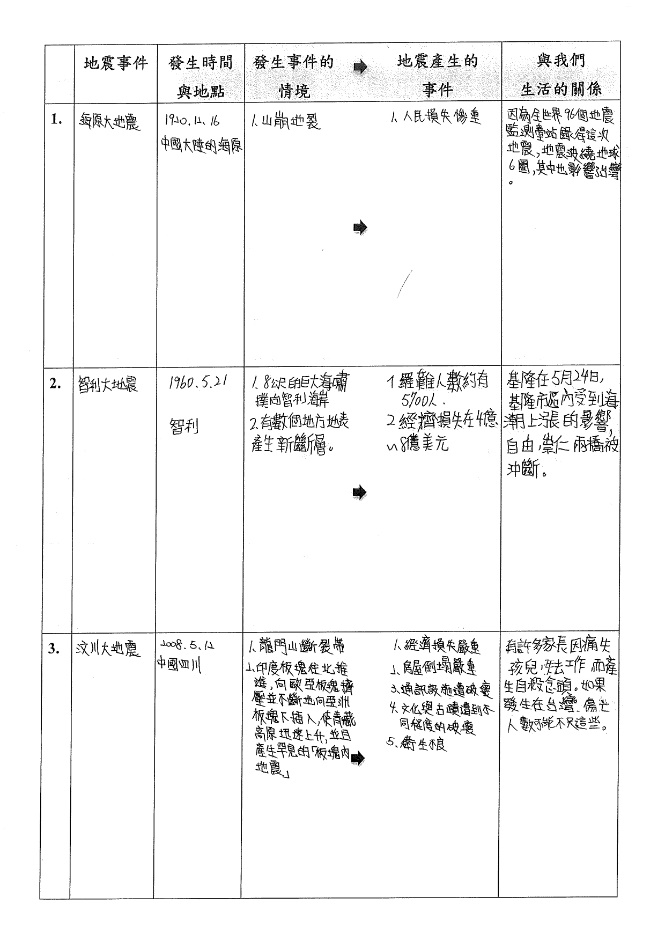 地震事件
發生時間
與地點
發生事件的
情境
地震產生的
事件
與我們
生活的關係
1.
海原大地震
1920.12.16
中國大陸的海原
1.山崩地裂
1.人民損失傷重
因為全世界96個地震
監測臺站錄得這次
地震,地震波繞地球
6圈,其中也影響台灣
。
2.
智利大地震
1960.5.21
智利
1.8公尺的巨大海嘯
撲向智利海岸
2.有數個地方地表
產生新斷層。
1 罹難人數約有
5700人.
2 經濟損失在4億
~8億美元
基隆在5月24日,
基隆市區內受到海
潮上漲的影響,
自由,崇仁兩橋被
沖斷。
3.
汶川大地震
2008.5.12
中國四川
1.龍門山斷裂帶
2.印度板塊往北推
進,向歐亞板塊擠
壓並不斷地向亞洲
板塊下插入,使青藏
高原迅速上升,並且
產生罕見的「板塊內
地震」
1.經濟損失嚴重
2.房屋倒塌嚴重
3.通訊設施遭破壞
4.文化與古蹟遭到不
同程度的破壞
5.衛生不良
有許多家長因痛失
孩兒,失去工作而產
生自殺念頭。如果
發生在台灣,傷亡
人數可能不只這些。